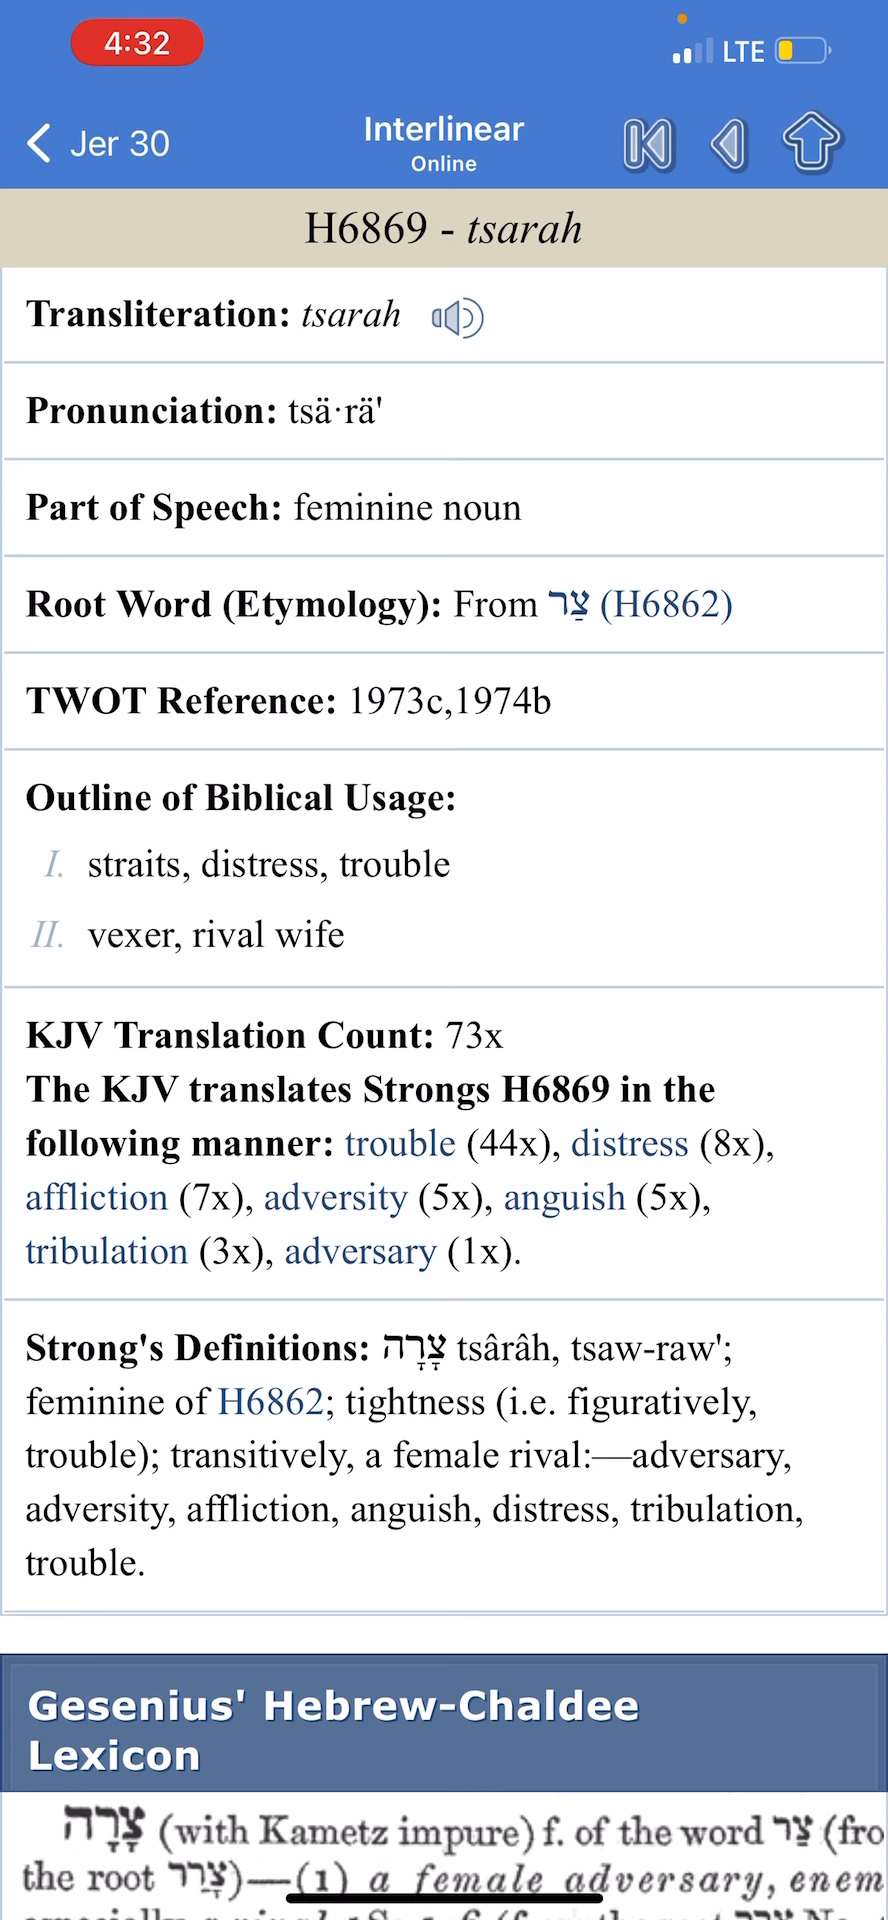 4:32
LTE
Jer 30
Interlinear
Online
H6869 - tsarah
Transliteration: tsarah
Pronunciation: tsä·rä'
Part of Speech: feminine noun
Root Word (Etymology): From צַר (H6862)
TWOT Reference: 1973c,1974b
Outline of Biblical Usage:
I. straits, distress, trouble
II. vexer, rival wife
KJV Translation Count: 73x
The KJV translates Strongs H6869 in the
following manner: trouble (44x), distress (8x),
affliction (7x), adversity (5x), anguish (5x),
tribulation (3x), adversary (1x).
Strong's Definitions: צָרָה tsârâh, tsaw-raw';
feminine of H6862; tightness (i.e. figuratively,
trouble); transitively, a female rival:—adversary,
adversity, affliction, anguish, distress, tribulation,
trouble.
Gesenius' Hebrew-Chaldee
Lexicon
צָרָה (with Kametz impure) f. of the word צַר (fro
the root צָרַר)—(1) a female adversary, enem